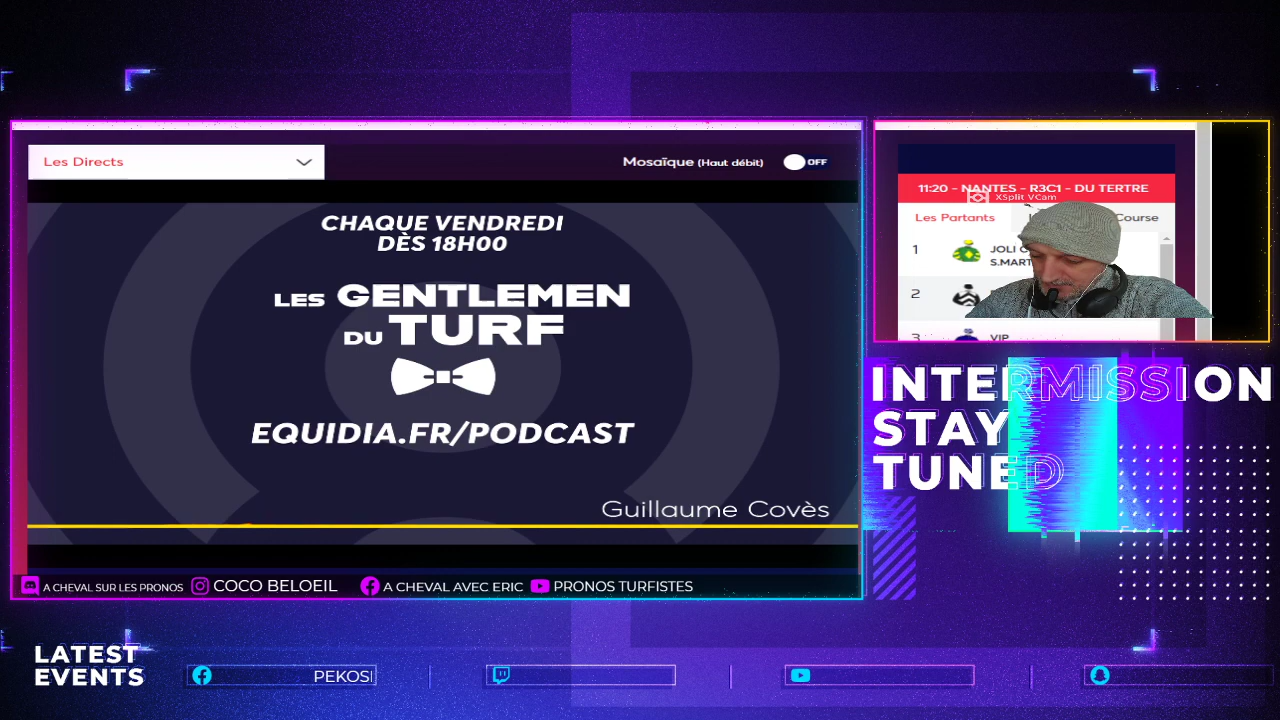 Les Directs
Mosaïque (Haut débit)
OFF
CHAQUE VENDREDI
DÈS 18H00
LES GENTLEMEN
DU TURF
EQUIDIA.FR/PODCAST
Guillaume Covès
A CHEVAL SUR LES PRONOS
COCO BELOEIL
A CHEVAL AVEC ERIC
PRONOS TURFISTES
11:20 - NANTES - R3C1 - DU TERTRE
XSplit VCam
Les Partants
Course
1
JOLI
S.MART
2
3
VIP
INTERMISSION
STAY
TUNED
LATEST
EVENTS
PEKOSI